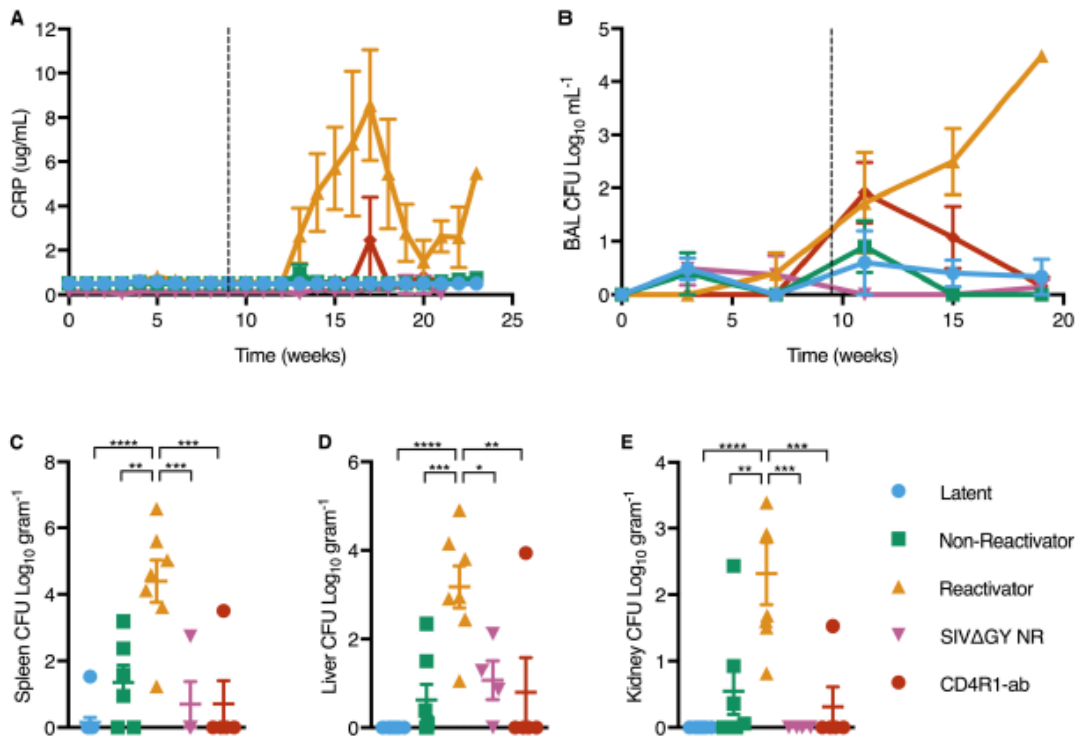 A
CRP (ug/mL)
12
10
8
6
4
2
0
0 5 10 15 20 25
Time (weeks)
B
BAL CFU Log₁₀ mL⁻¹
5
4
3
2
1
0
0 5 10 15 20
Time (weeks)
C
Spleen CFU Log₁₀ gram⁻¹
**** ***
** ***
8
6
4
2
0
D
Liver CFU Log₁₀ gram⁻¹
**** **
*** *
6
4
2
0
E
Kidney CFU Log₁₀ gram⁻¹
**** ***
** ***
4
3
2
1
0
Latent
Non-Reactivator
Reactivator
SIVΔGY NR
CD4R1-ab